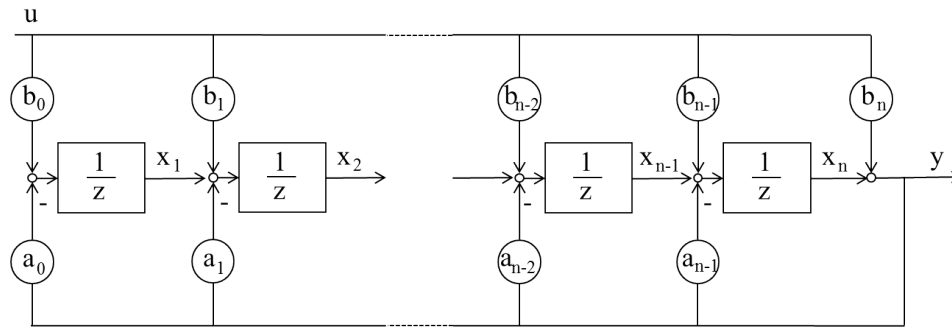 u
b₀ b₁ bₙ₋₂ bₙ₋₁ bₙ
1/z x₁ 1/z x₂ 1/z xₙ₋₁ 1/z xₙ y
- - - -
a₀ a₁ aₙ₋₂ aₙ₋₁